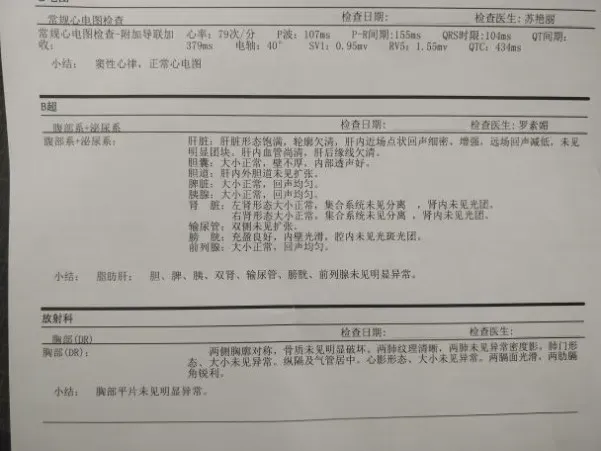 常规心电图检查 检查日期: 检查医生: 苏艳丽
常规心电图检查-附加导联加 心率: 79次/分 P波: 107ms P-R间期:155ms QRS时限:104ms QT间期:
收: 379ms 电轴: 40° SV1: 0.95mv RV5: 1.55mv QTC: 434ms
小结: 窦性心律, 正常心电图
B超
腹部系+泌尿系 检查日期: 检查医生: 罗素媚
腹部系+泌尿系: 肝脏: 肝脏形态饱满, 轮廓欠清, 肝内近场点状回声细密, 增强, 远场回声减低, 未见
明显团块, 肝内血管尚清, 肝后缘线欠清。
胆囊: 大小正常, 壁不厚, 内部透声好。
胆道: 肝内外胆道未见扩张。
脾脏: 大小正常, 回声均匀。
胰腺: 大小正常, 回声均匀。
肾 脏: 左肾形态大小正常, 集合系统未见分离 , 肾内未见光团。
右肾形态大小正常, 集合系统未见分离 , 肾内未见光团。
输尿管: 双侧未见扩张。
膀 胱: 充盈良好, 内壁光滑, 腔内未见光斑光团。
前列腺: 大小正常, 回声均匀。
小结: 脂肪肝: 胆、脾、胰、双肾、输尿管、膀胱、前列腺未见明显异常。
放射科
胸部(DR) 检查日期: 检查医生:
胸部(DR): 两侧胸廓对称, 骨质未见明显破坏。两肺纹理清晰, 两肺未见异常密度影, 肺门形
态、大小未见异常。纵隔及气管居中。心影形态、大小未见异常。两膈面光滑, 两肋膈
角锐利。
小结: 胸部平片未见明显异常。